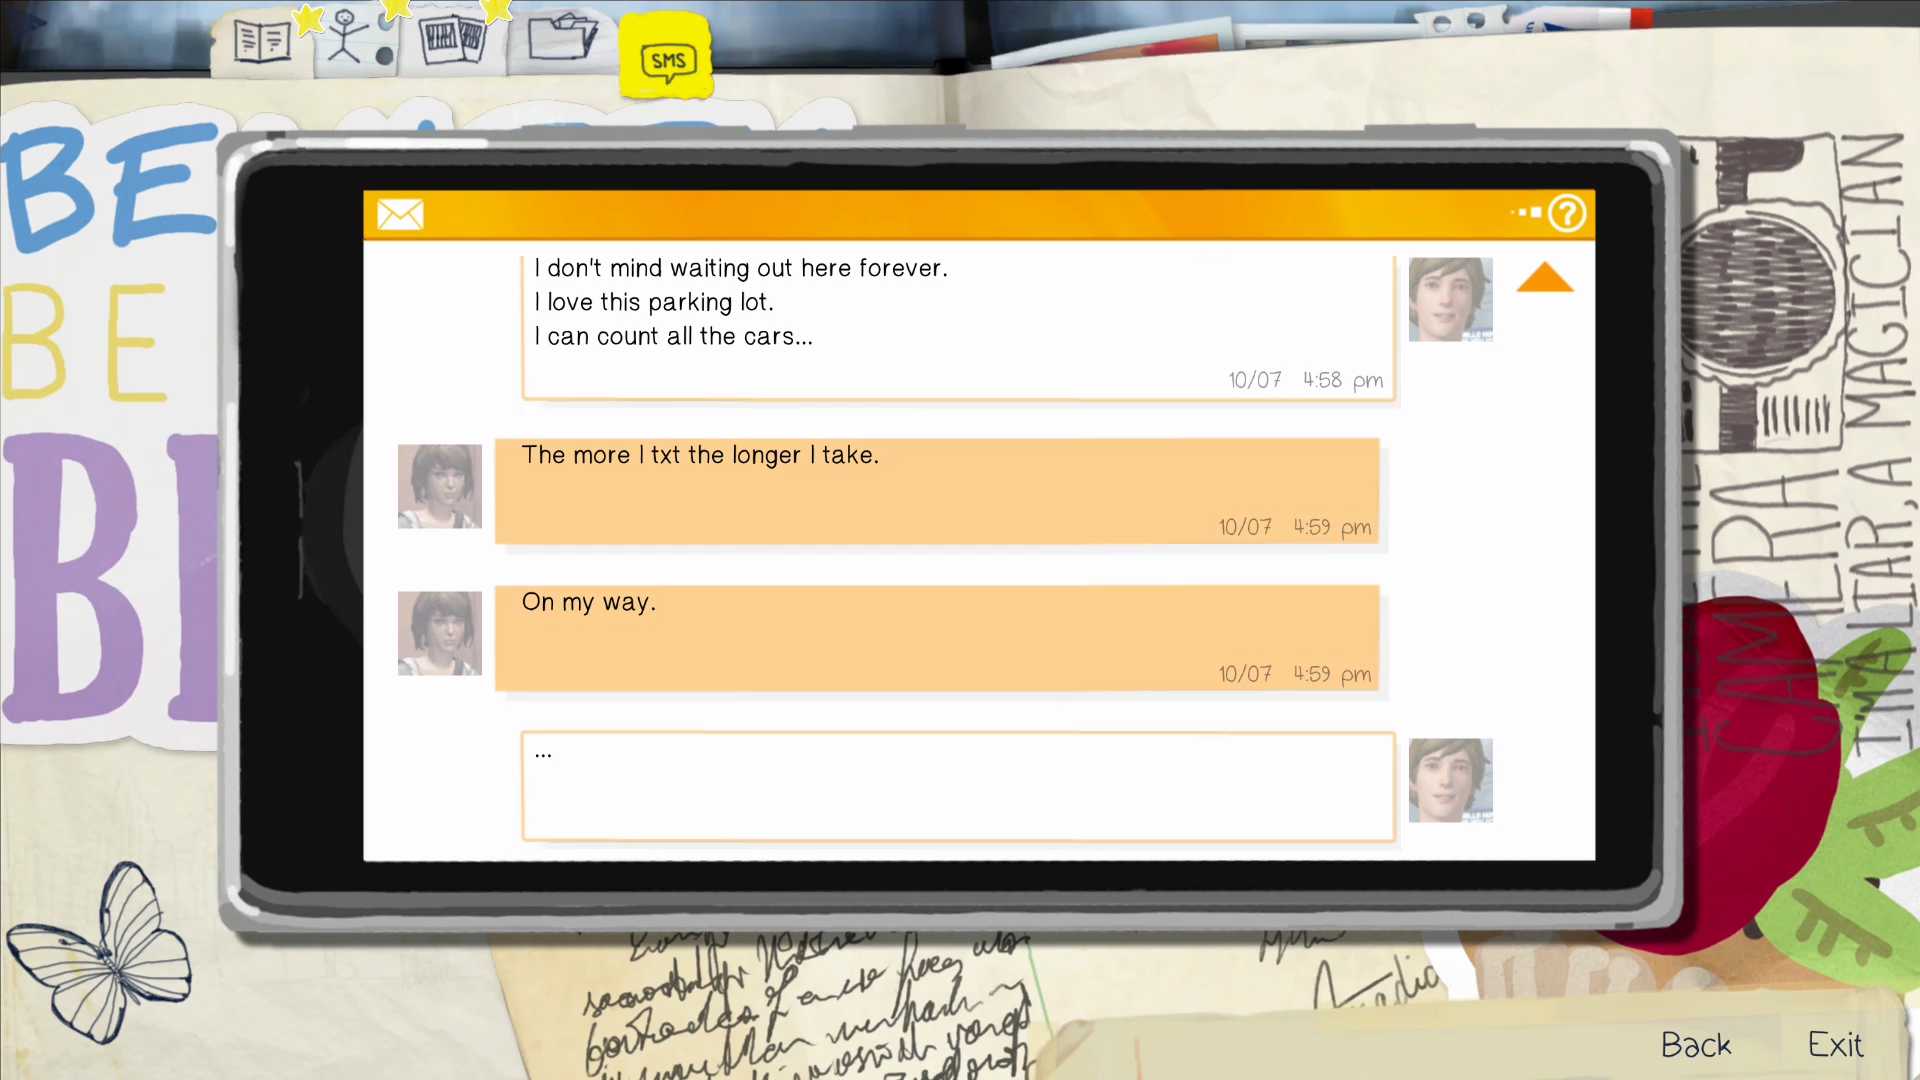 SMS
BE
BE
I don't mind waiting out here forever.
I love this parking lot.
I can count all the cars...
10/07 4:58 pm
The more I txt the longer I take.
10/07 4:59 pm
On my way.
10/07 4:59 pm
...
CAMERA
I'M A LIAR, A MAGICIAN
Back
Exit